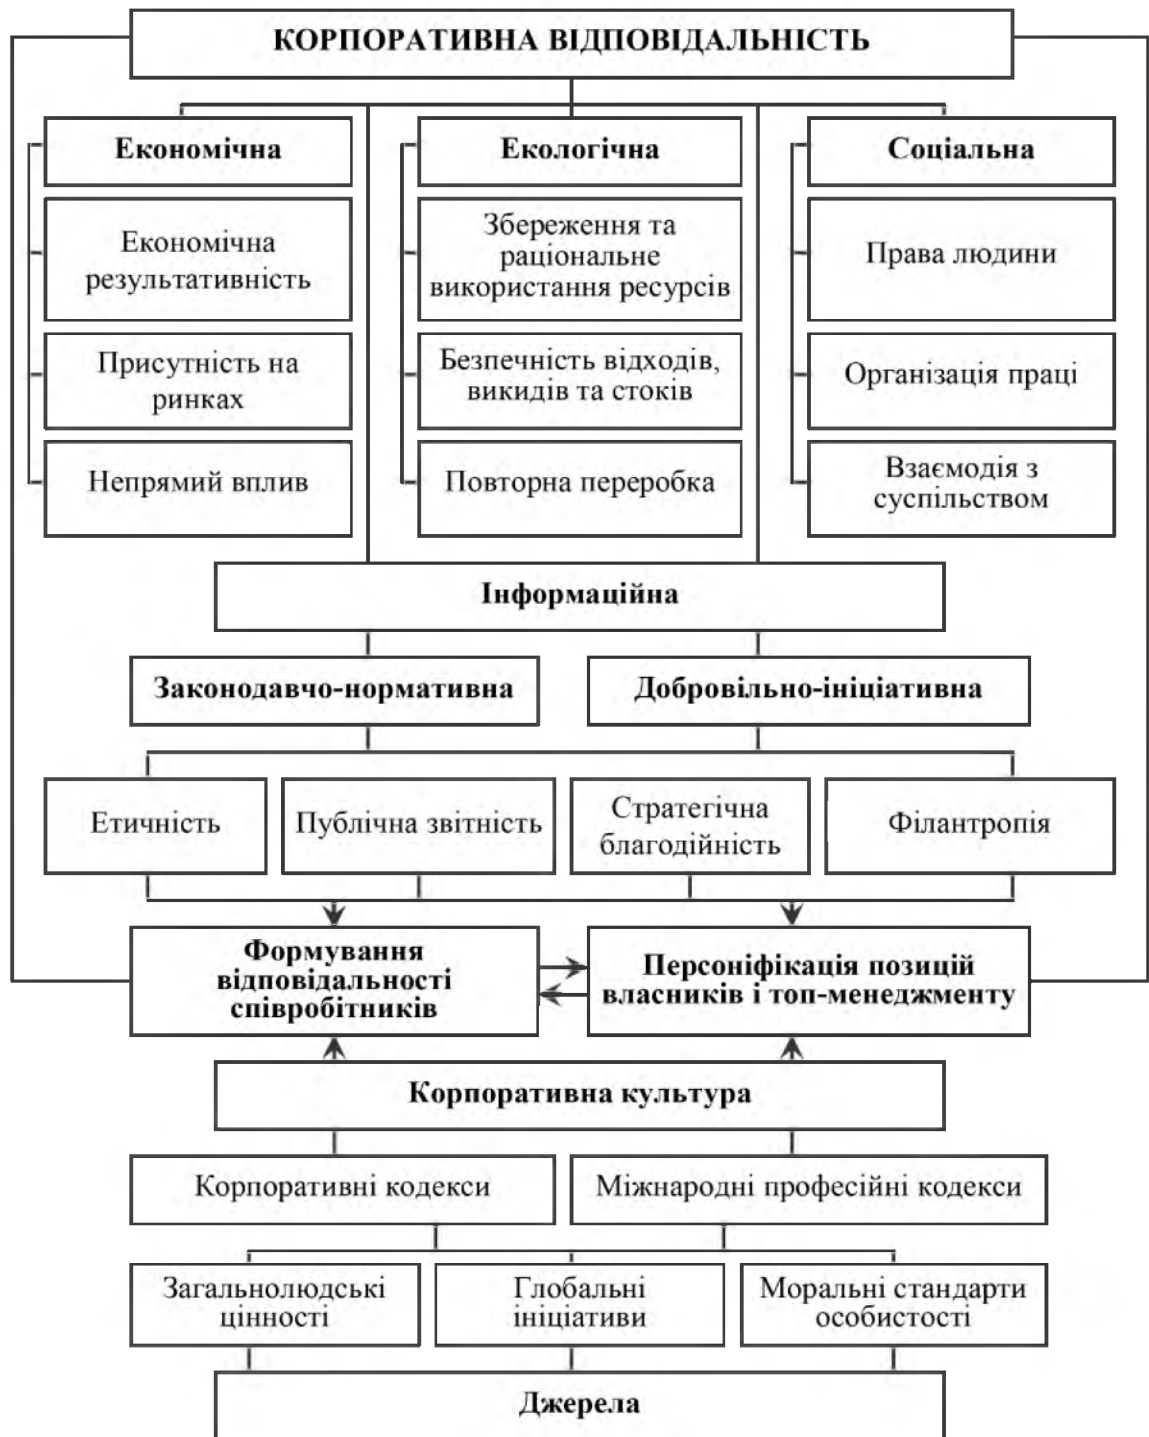 КОРПОРАТИВНА ВІДПОВІДАЛЬНІСТЬ
Економічна
Екологічна
Соціальна
Економічна
результативність
Збереження та
раціональне
використання ресурсів
Права людини
Присутність на
ринках
Безпечність відходів,
викидів та стоків
Організація праці
Непрямий вплив
Повторна переробка
Взаємодія з
суспільством
Інформаційна
Законодавчо-нормативна
Добровільно-ініціативна
Етичність
Публічна звітність
Стратегічна
благодійність
Філантропія
Формування
відповідальності
співробітників
Персоніфікація позицій
власників і топ-менеджменту
Корпоративна культура
Корпоративні кодекси
Міжнародні професійні кодекси
Загальнолюдські
цінності
Глобальні
ініціативи
Моральні стандарти
особистості
Джерела